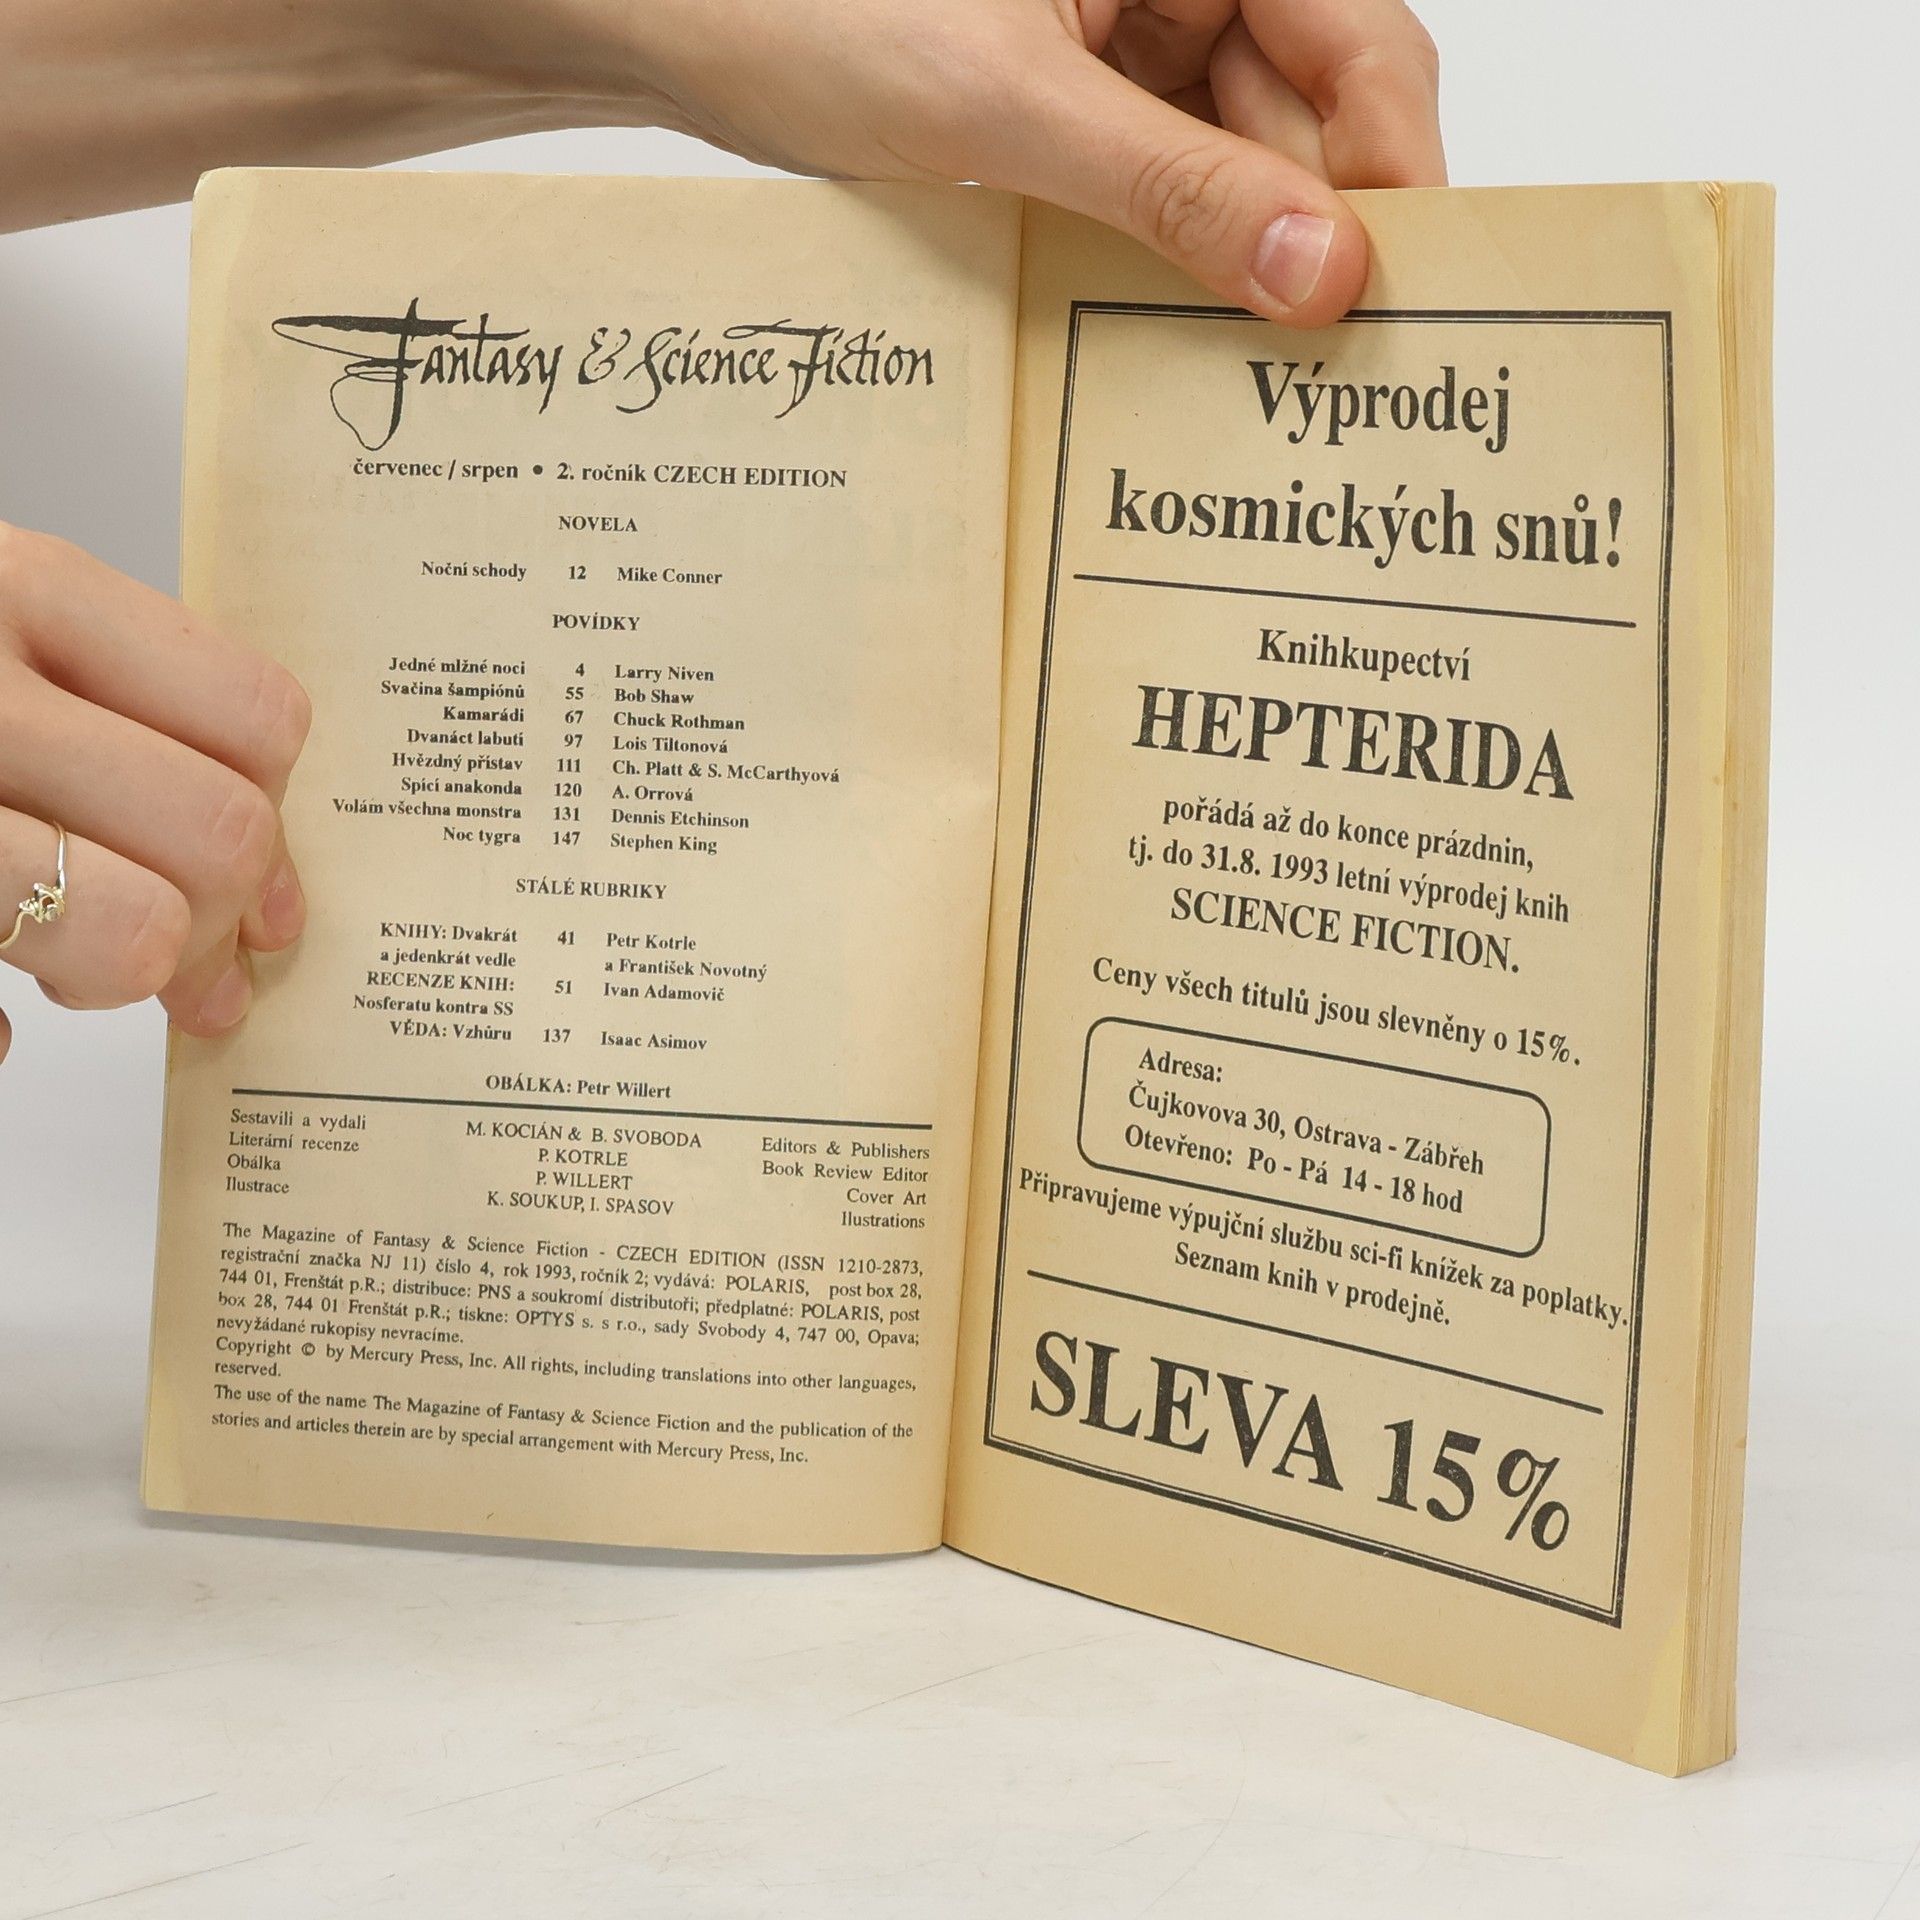 Fantasy & Science Fiction
červenec / srpen • 2. ročník CZECH EDITION
NOVELA
Noční schody 12 Mike Conner
POVÍDKY
Jedné mlžné noci 4 Larry Niven
Svačina šampiónů 55 Bob Shaw
Kamarádi 67 Chuck Rothman
Dvanáct labutí 97 Lois Tiltonová
Hvězdný přístav 111 Ch. Platt & S. McCarthyová
Spící anakonda 120 A. Orrová
Volám všechna monstra 131 Dennis Etchinson
Noc tygra 147 Stephen King
STÁLÉ RUBRIKY
KNIHY: Dvakrát 41 Petr Kotrle
a jedenkrát vedle a František Novotný
RECENZE KNIH: 51 Ivan Adamovič
Nosferatu kontra SS
VĚDA: Vzhůru 137 Isaac Asimov
OBÁLKA: Petr Willert
Sestavili a vydali M. KOCIÁN & B. SVOBODA Editors & Publishers
Literární recenze P. KOTRLE Book Review Editor
Obálka P. WILLERT Cover Art
Ilustrace K. SOUKUP, I. SPASOV Ilustrations
The Magazine of Fantasy & Science Fiction - CZECH EDITION (ISSN 1210-2873,
registrační značka NJ 11) číslo 4, rok 1993, ročník 2; vydává: POLARIS, post box 28,
744 01, Frenštát p.R.; distribuce: PNS a soukromí distributoři; předplatné: POLARIS, post
box 28, 744 01 Frenštát p.R.; tiskne: OPTYS s. s r.o., sady Svobody 4, 747 00, Opava;
nevyžádané rukopisy nevracíme.
Copyright © by Mercury Press, Inc. All rights, including translations into other languages,
reserved.
The use of the name The Magazine of Fantasy & Science Fiction and the publication of the
stories and articles therein are by special arrangement with Mercury Press, Inc.
Výprodej
kosmických snů!
Knihkupectví
HEPTERIDA
pořádá až do konce prázdnin,
tj. do 31.8. 1993 letní výprodej knih
SCIENCE FICTION.
Ceny všech titulů jsou slevněny o 15%.
Adresa:
Čujkovova 30, Ostrava - Zábřeh
Otevřeno: Po - Pá 14 - 18 hod
Připravujeme výpujční službu sci-fi knížek za poplatky.
Seznam knih v prodejně.
SLEVA 15%